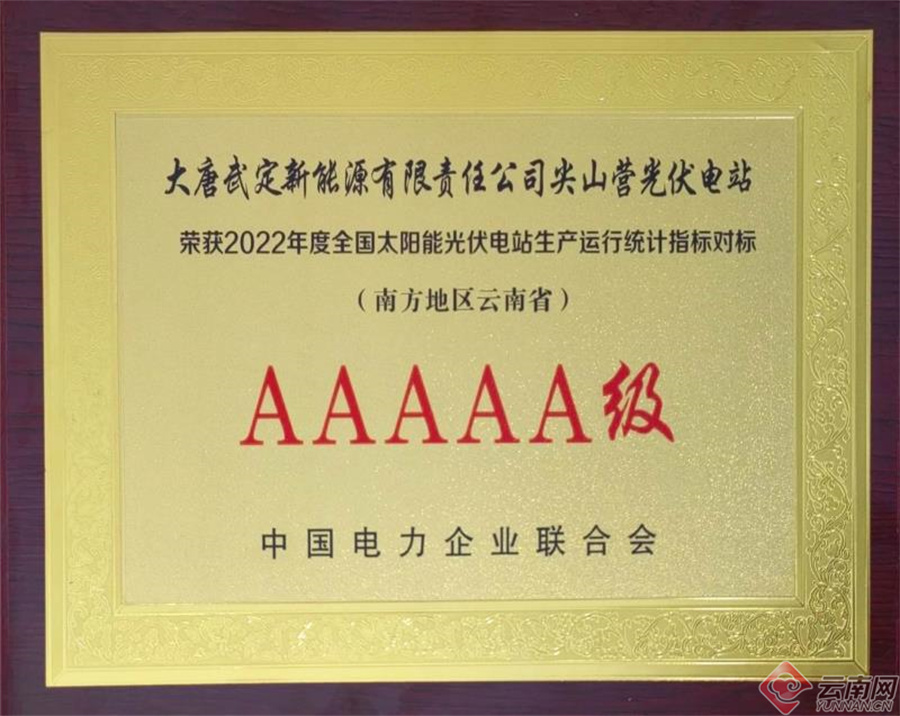 大唐武定新能源有限责任公司尖山营光伏电站
荣获2022年度全国太阳能光伏电站生产运行统计指标对标
（南方地区云南省）
AAAAA级
中国电力企业联合会
云南网
YUNNAN.CN